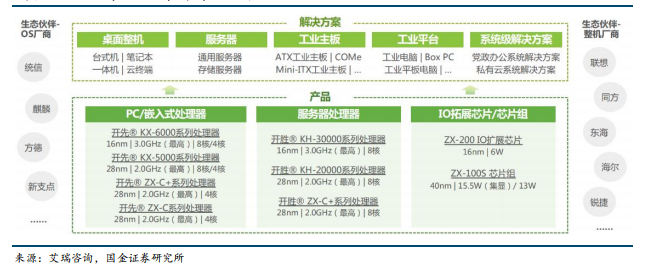 生态伙伴-
OS厂商
统信
麒麟
方德
新支点
......
解决方案
桌面整机
台式机 | 笔记本
一体机 | 云终端
服务器
通用服务器
存储服务器
工业主板
ATX工业主板 | COMe
Mini-ITX工业主板 | ...
工业平台
工业电脑 | Box PC
工业平板电脑 | ...
系统级解决方案
党政办公系统解决方案
私有云系统解决方案
产品
PC/嵌入式处理器
开先® KX-6000系列处理器
16nm | 3.0GHz（最高）| 8核/4核
开先® KX-5000系列处理器
28nm | 2.0GHz（最高）| 8核/4核
开先® ZX-C+系列处理器
28nm | 2.0GHz（最高）| 4核
开先® ZX-C系列处理器
28nm | 2.0GHz（最高）| 4核
服务器处理器
开胜® KH-30000系列处理器
16nm | 3.0GHz（最高）| 8核
开胜® KH-20000系列处理器
28nm | 2.0GHz（最高）| 8核
开胜® ZX-C+系列处理器
28nm | 2.0GHz（最高）| 8核
IO拓展芯片/芯片组
ZX-200 IO扩展芯片
16nm | 6W
ZX-100S 芯片组
40nm | 15.5W（集显）/ 13W
生态伙伴-
整机厂商
联想
同方
东海
海尔
锐捷
......
来源：艾瑞咨询，国金证券研究所